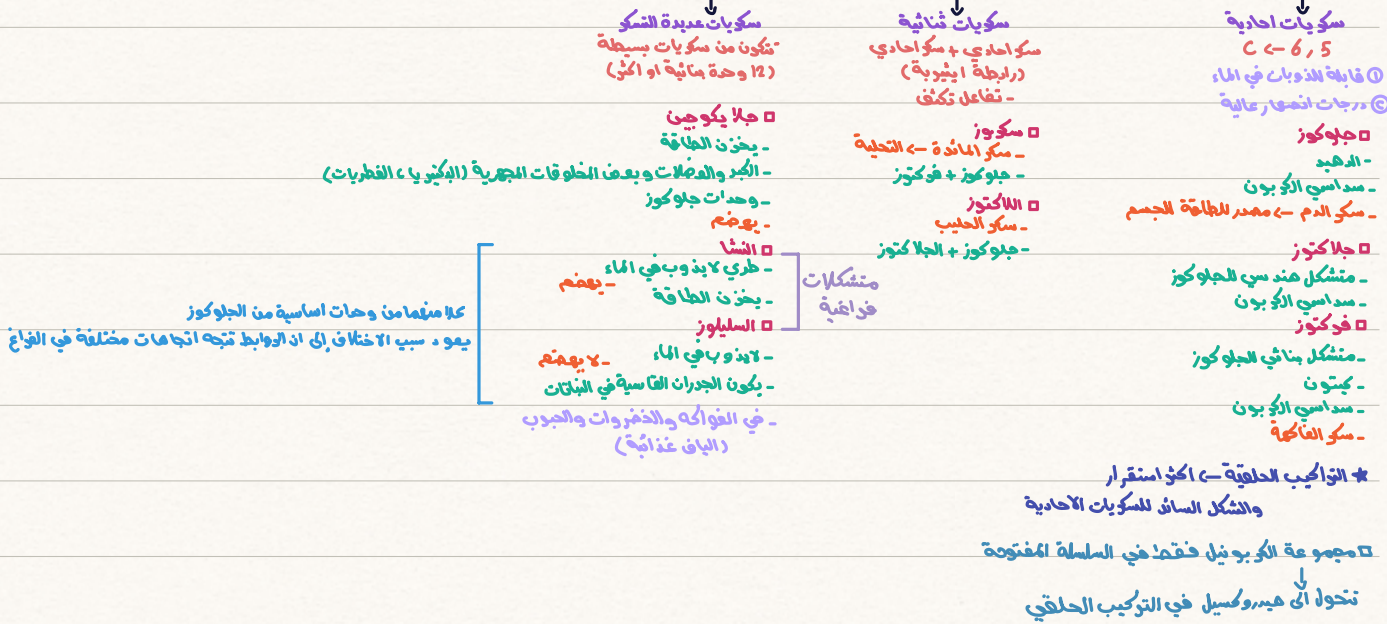 سكريات احادية
C <- 6 , 5
① قابلة للذوبان في الماء
② درجات انصهار عالية
جلوكوز
- الدهيد
- سداسي الكربون
- سكر الدم -> مصدر للطاقة للجسم
جلاكتوز
- متشكل هندسي للجلوكوز
- سداسي الكربون
فركتوز
- متشكل بنائي للجلوكوز
- كيتون
- سداسي الكربون
- سكر الفاكهة
★ التراكيب الحلقية -> اكثر استقرار
والشكل السائد للسكريات الاحادية
مجموعة الكربونيل فقط في السلسلة المفتوحة
تتحول الى هيدروكسيل في التركيب الحلقي
سكريات ثنائية
سكر احادي + سكر احادي
(رابطة ايثيرية)
- تفاعل تكثف
سكروز
- سكر المائدة -> التحلية
- جلوكوز + فركتوز
اللاكتوز
- سكر الحليب
- جلوكوز + الجلاكتوز
سكريات عديدة التسكر
تتكون من سكريات بسيطة
(12 وحدة بنائية او اكثر)
جلايكوجين
- يخزن الطاقة
- الكبد والعضلات وبعض المخلوقات المجهرية (البكتيريا ، الفطريات)
- وحدات جلوكوز
- يهضم
النشا
- طري لايذوب في الماء
- يهضم
- يخزن الطاقة
السليلوز
- لايذوب في الماء
- لا يهضم
- يكون الجدران القاسية في النباتات
- في الفواكه والخضروات والحبوب
(الياف غذائية)
متشكلات
فراغية
كلا منهما من وحدات اساسية من الجلوكوز
يعود سبب الاختلاف إلى ان الروابط تتجه اتجاهات مختلفة في الفراغ